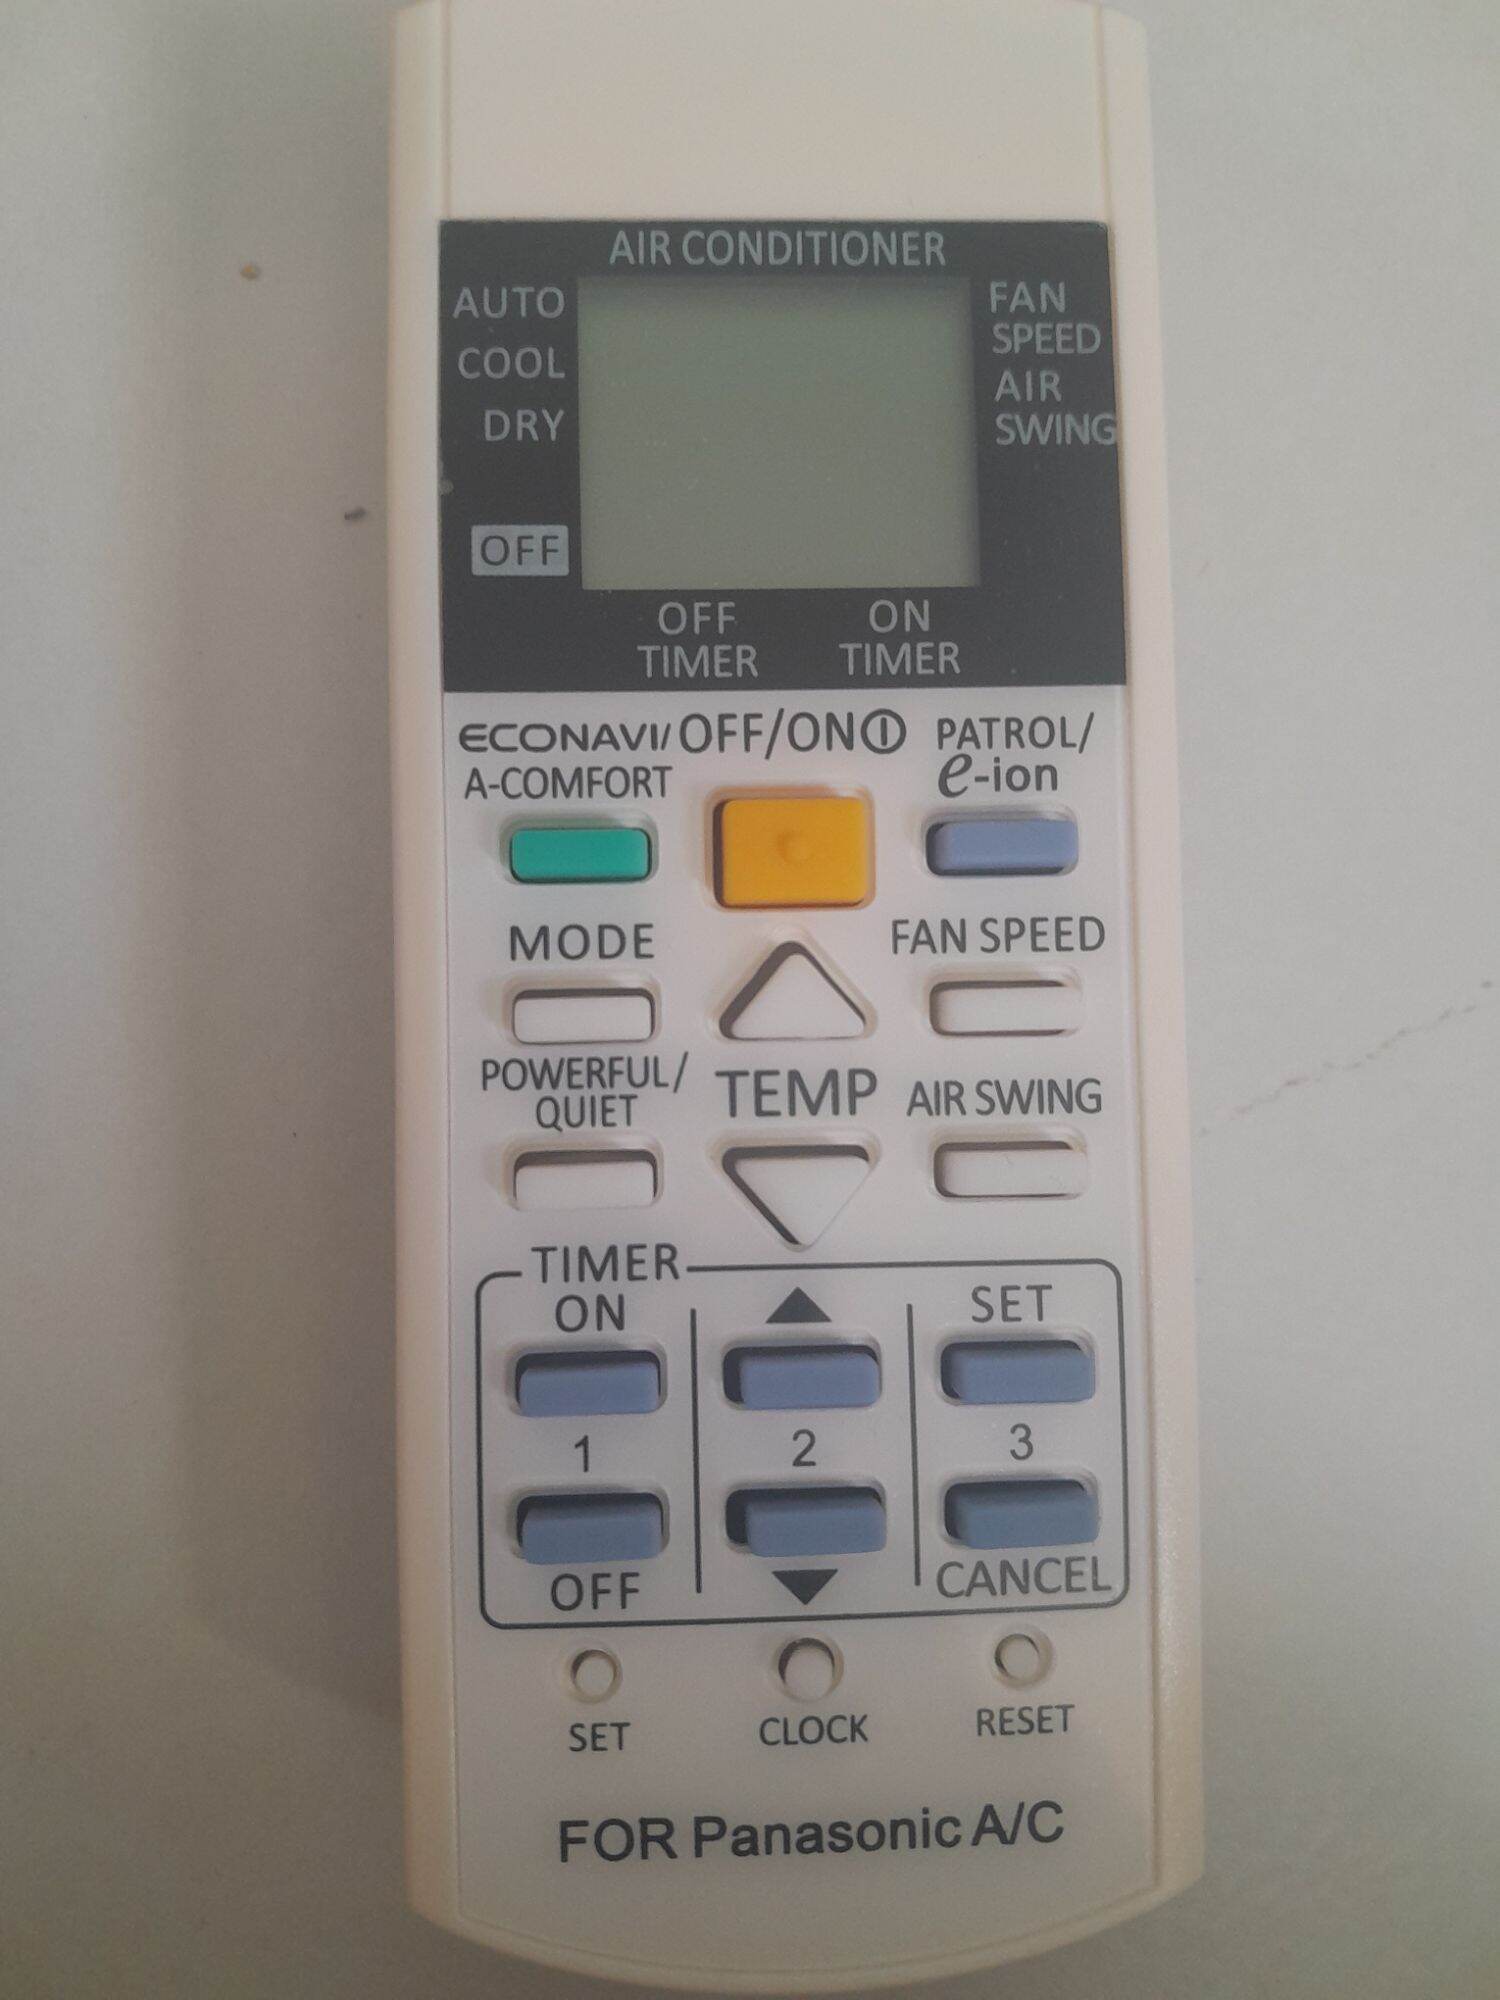 AIR CONDITIONER
AUTO
COOL
DRY
OFF
FAN
SPEED
AIR
SWING
OFF
TIMER
ON
TIMER
ECONAVI/
A-COMFORT
OFF/ON
PATROL/
e-ion
MODE
FAN SPEED
POWERFUL/
QUIET
TEMP
AIR SWING
TIMER
ON
▲
SET
1
2
3
OFF
▼
CANCEL
SET
CLOCK
RESET
FOR Panasonic A/C